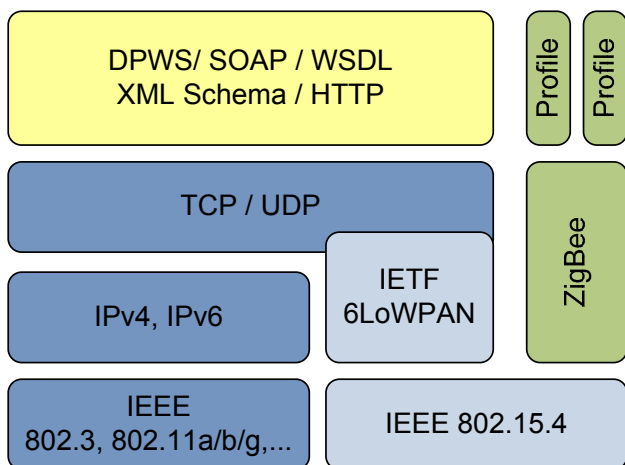 DPWS/ SOAP / WSDL
XML Schema / HTTP
Profile
Profile
TCP / UDP
IETF
6LoWPAN
ZigBee
IPv4, IPv6
IEEE
802.3, 802.11a/b/g,...
IEEE 802.15.4